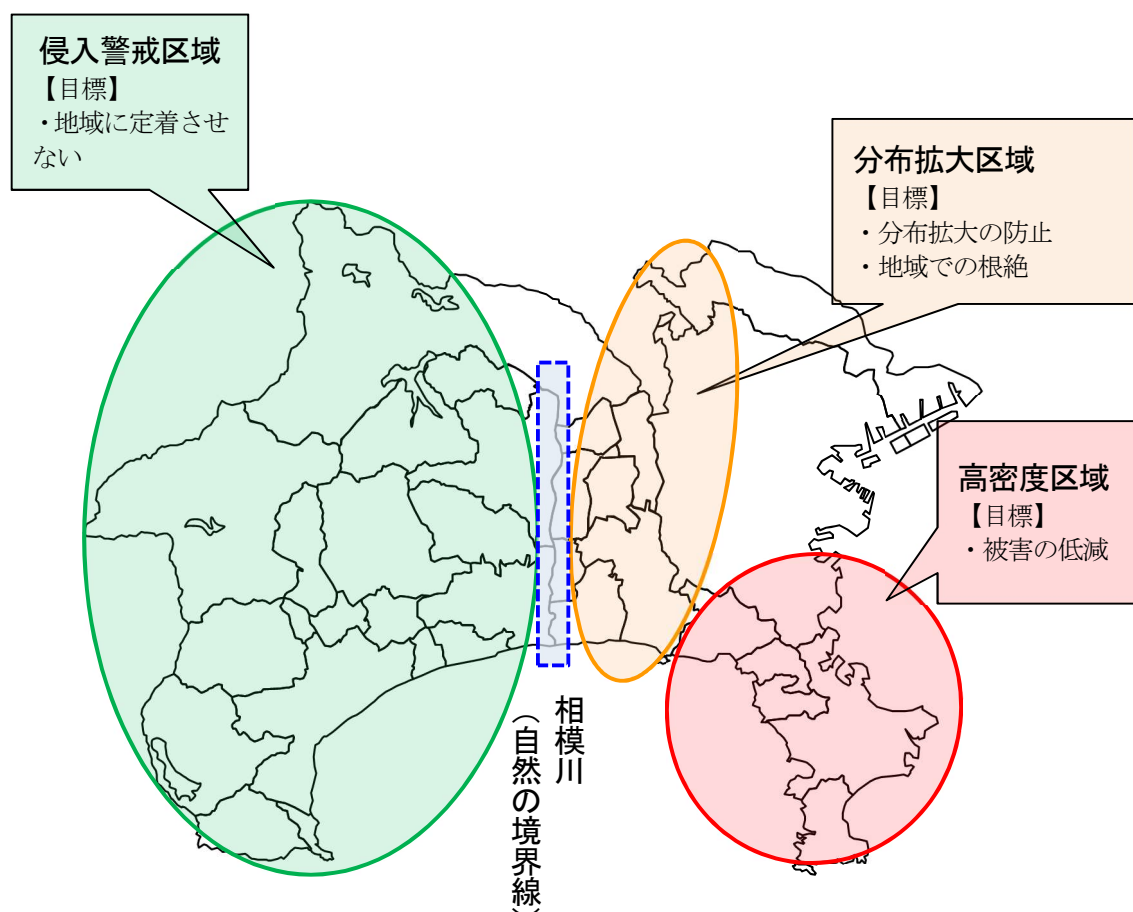 侵入警戒区域
【目標】
・地域に定着させ
ない
分布拡大区域
【目標】
・分布拡大の防止
・地域での根絶
高密度区域
【目標】
・被害の低減
相模川
（自然の境界線）